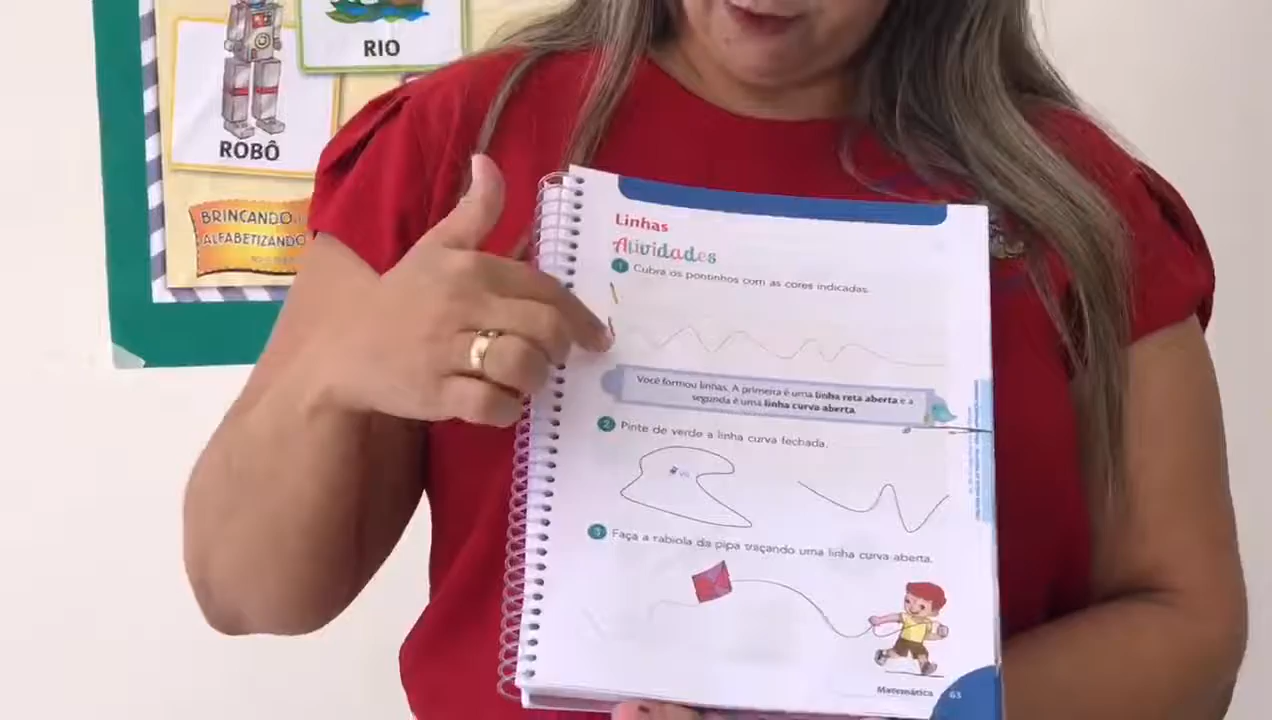 RIO
ROBÔ
BRINCANDO
ALFABETIZANDO
Linhas
Atividades
1 Cubra os pontinhos com as cores indicadas.
Você formou linhas. A primeira é uma linha reta aberta e a
segunda é uma linha curva aberta.
2 Pinte de verde a linha curva fechada.
3 Faça a rabiola da pipa traçando uma linha curva aberta.
Matemática 63